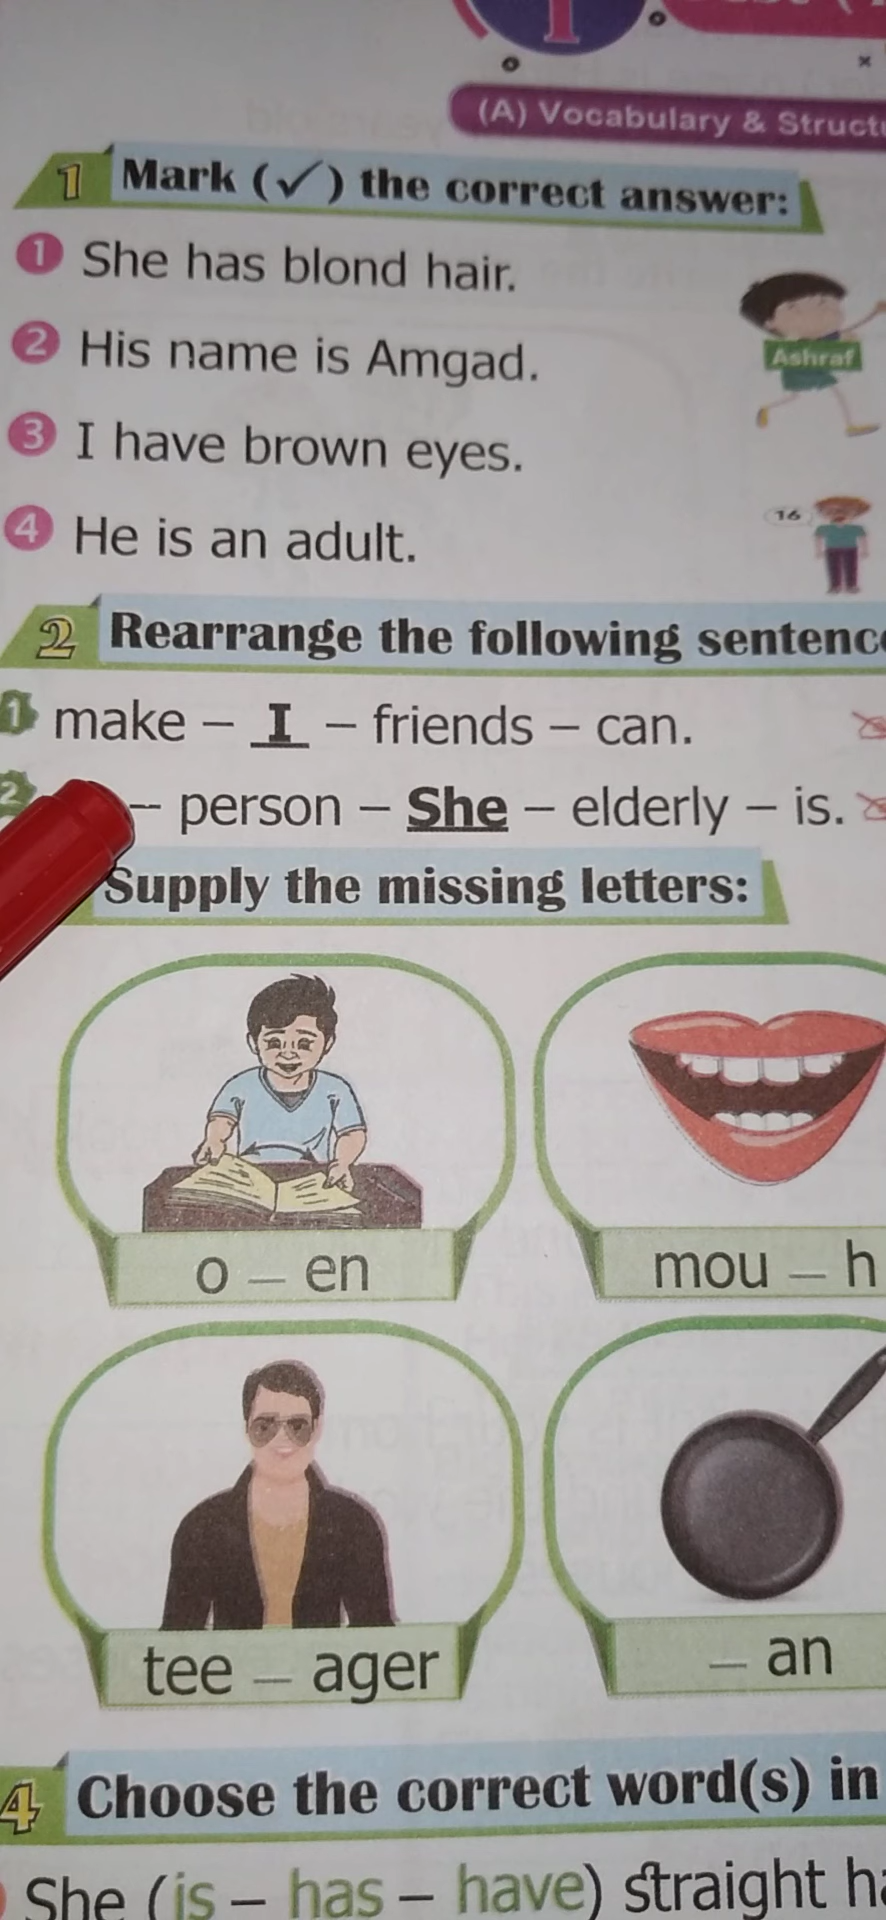 (A) Vocabulary &
1 Mark (✓) the correct answer:
1 She has blond hair.
2 His name is Amgad.
Ashraf
3 I have brown eyes.
4 He is an adult.
16
2 Rearrange the following
1 make – I – friends – can.
2 – person – She – elderly – is.
Supply the missing letters:
o _ en
mou _ h
tee _ ager
_ an
4 Choose the correct word(s) in
She (is – has – have) straight